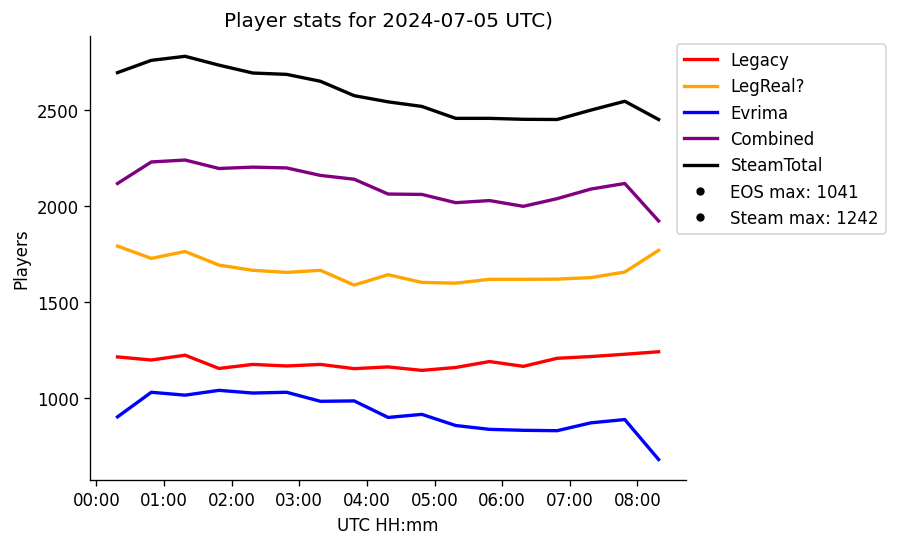 Player stats for 2024-07-05 UTC)
Legacy
LegReal?
Evrima
Combined
SteamTotal
EOS max: 1041
Steam max: 1242
Players
2500
2000
1500
1000
00:00 01:00 02:00 03:00 04:00 05:00 06:00 07:00 08:00
UTC HH:mm